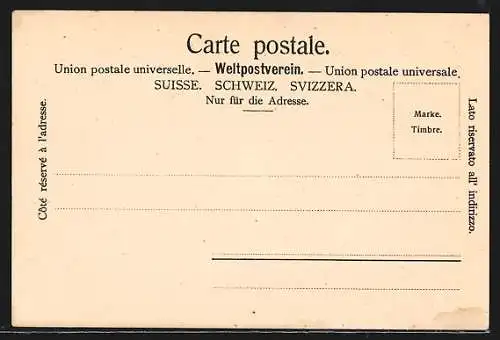 Carte postale.
Union postale universelle. — Weltpostverein. — Union postale universale.
SUISSE. SCHWEIZ. SVIZZERA.
Nur für die Adresse.
Marke.
Timbre.
Côté réservé à l'adresse.
Lato riservato all' indirizzo.